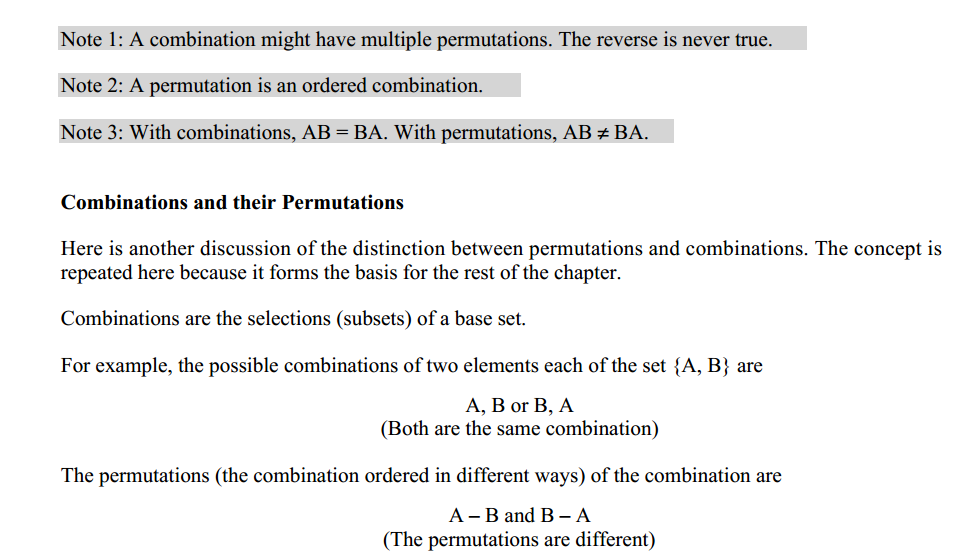 Note 1: A combination might have multiple permutations. The reverse is never true.
Note 2: A permutation is an ordered combination.
Note 3: With combinations, AB = BA. With permutations, AB ≠ BA.
Combinations and their Permutations
Here is another discussion of the distinction between permutations and combinations. The concept is
repeated here because it forms the basis for the rest of the chapter.
Combinations are the selections (subsets) of a base set.
For example, the possible combinations of two elements each of the set {A, B} are
A, B or B, A
(Both are the same combination)
The permutations (the combination ordered in different ways) of the combination are
A – B and B – A
(The permutations are different)